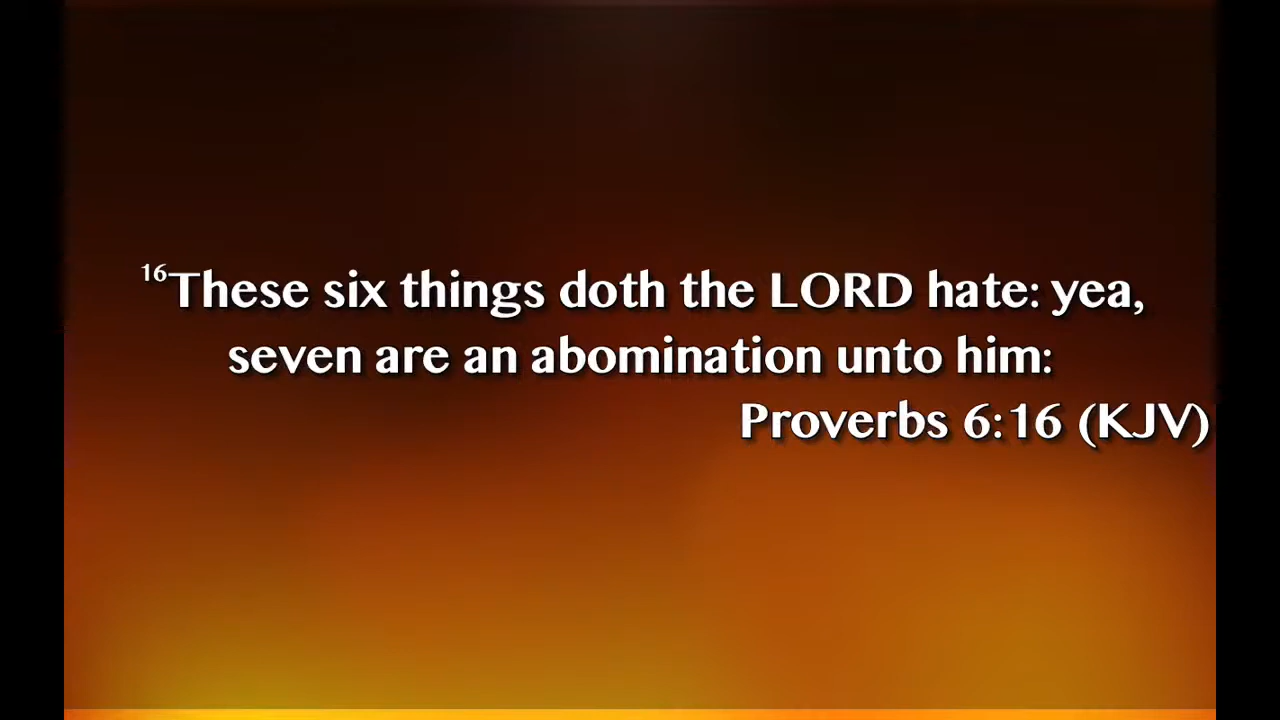 16These six things doth the LORD hate: yea,
seven are an abomination unto him:
Proverbs 6:16 (KJV)